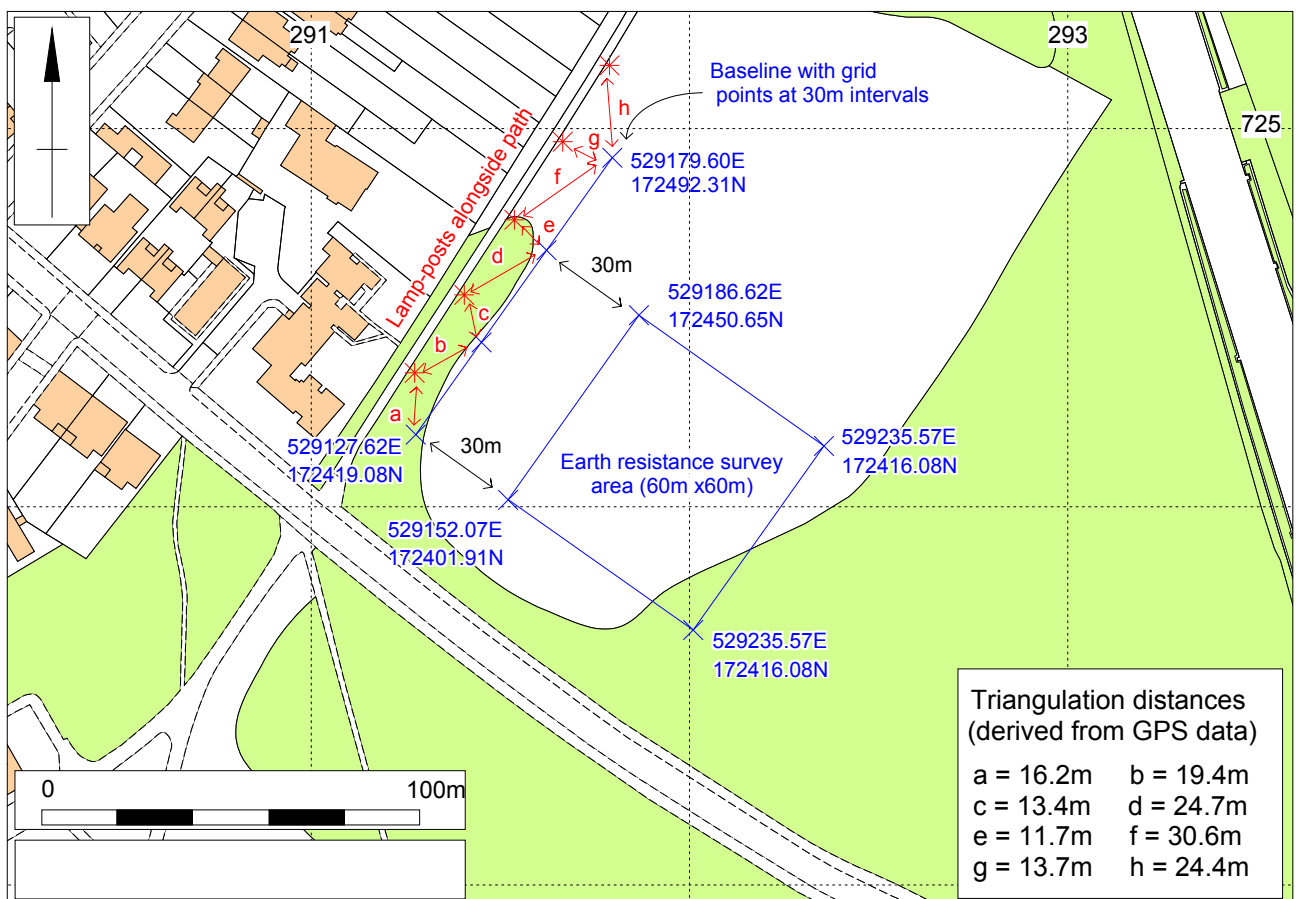 291
293
725
Baseline with grid
points at 30m intervals
h
g
f
e
d
c
b
a
Lamp-posts alongside path
529179.60E
172492.31N
30m
529186.62E
172450.65N
529127.62E
172419.08N
30m
529235.57E
172416.08N
Earth resistance survey
area (60m x60m)
529152.07E
172401.91N
529235.57E
172416.08N
Triangulation distances
(derived from GPS data)
a = 16.2m b = 19.4m
c = 13.4m d = 24.7m
e = 11.7m f = 30.6m
g = 13.7m h = 24.4m
0 100m